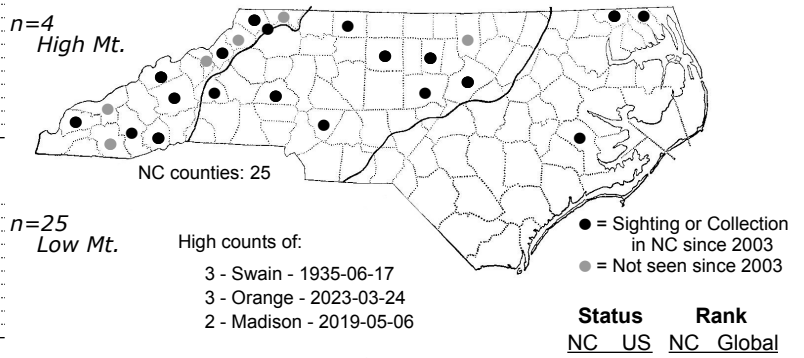 n=4
High Mt.
NC counties: 25
n=25
Low Mt.
High counts of:
3 - Swain - 1935-06-17
3 - Orange - 2023-03-24
2 - Madison - 2019-05-06
● = Sighting or Collection
in NC since 2003
● = Not seen since 2003
Status Rank
NC US NC Global